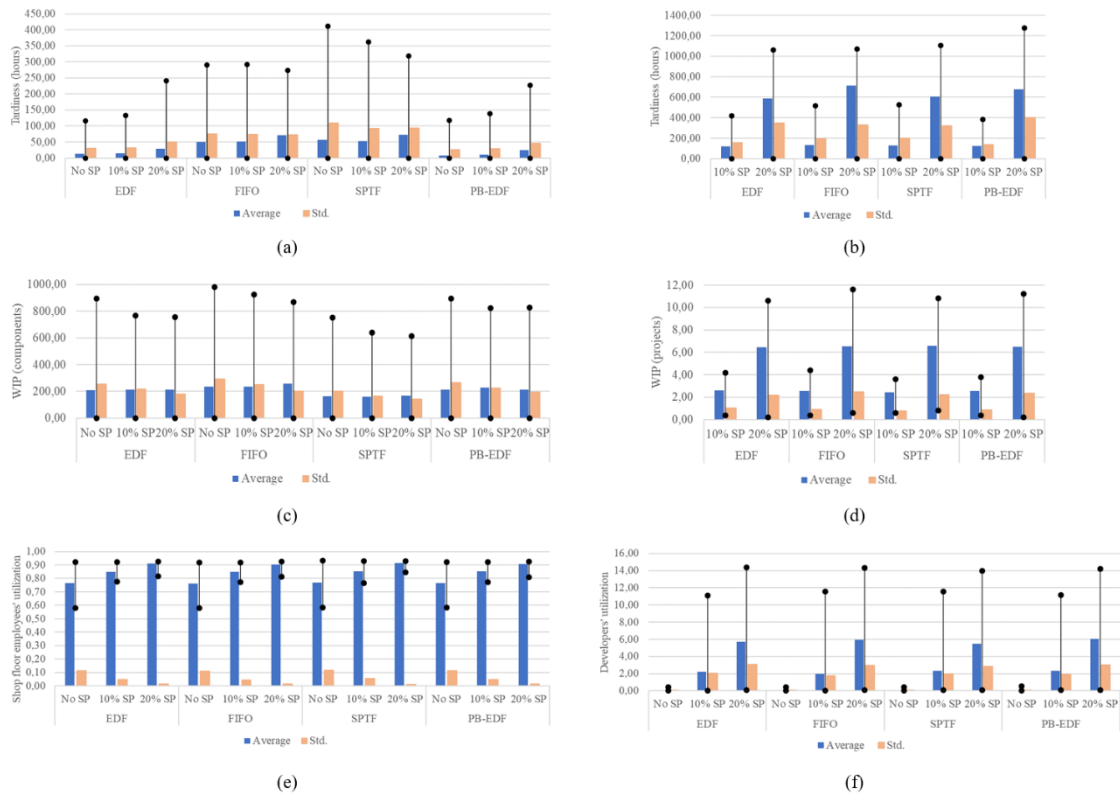 450,00
400,00
350,00
300,00
250,00
200,00
150,00
100,00
50,00
0,00
Tardiness (hours)
No SP 10% SP 20% SP No SP 10% SP 20% SP No SP 10% SP 20% SP No SP 10% SP 20% SP
EDF FIFO SPTF PB-EDF
Average Std.
(a)
1400,00
1200,00
1000,00
800,00
600,00
400,00
200,00
0,00
Tardiness (hours)
10% SP 20% SP 10% SP 20% SP 10% SP 20% SP 10% SP 20% SP
EDF FIFO SPTF PB-EDF
Average Std.
(b)
1000,00
800,00
600,00
400,00
200,00
0,00
WIP (components)
No SP 10% SP 20% SP No SP 10% SP 20% SP No SP 10% SP 20% SP No SP 10% SP 20% SP
EDF FIFO SPTF PB-EDF
Average Std.
(c)
12,00
10,00
8,00
6,00
4,00
2,00
0,00
WIP (projects)
10% SP 20% SP 10% SP 20% SP 10% SP 20% SP 10% SP 20% SP
EDF FIFO SPTF PB-EDF
Average Std.
(d)
1,00
0,90
0,80
0,70
0,60
0,50
0,40
0,30
0,20
0,10
0,00
Shop floor employees' utilization
No SP 10% SP 20% SP No SP 10% SP 20% SP No SP 10% SP 20% SP No SP 10% SP 20% SP
EDF FIFO SPTF PB-EDF
Average Std.
(e)
16,00
14,00
12,00
10,00
8,00
6,00
4,00
2,00
0,00
Developers' utilization
No SP 10% SP 20% SP No SP 10% SP 20% SP No SP 10% SP 20% SP No SP 10% SP 20% SP
EDF FIFO SPTF PB-EDF
Average Std.
(f)